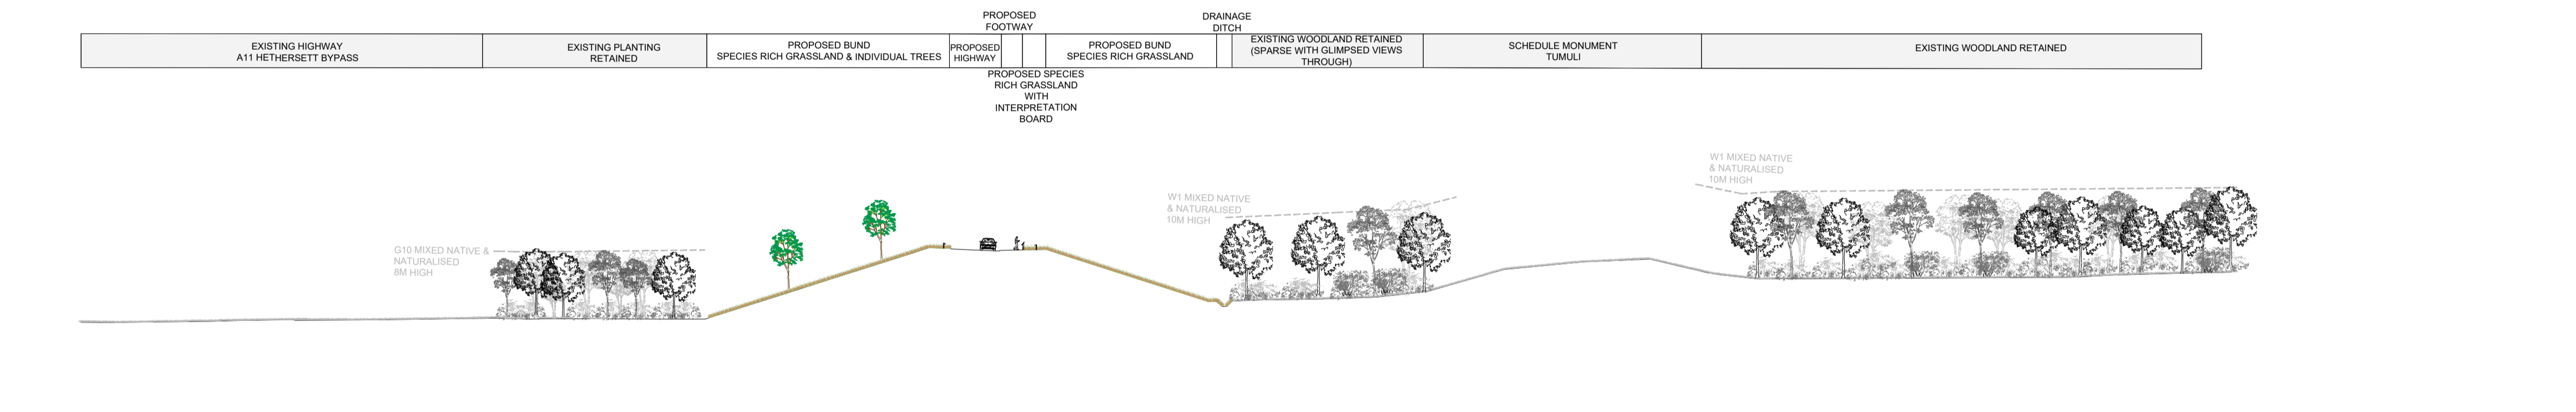 PROPOSED
FOOTWAY
DRAINAGE
DITCH
EXISTING HIGHWAY
A11 HETHERSETT BYPASS
EXISTING PLANTING
RETAINED
PROPOSED BUND
SPECIES RICH GRASSLAND & INDIVIDUAL TREES
PROPOSED
HIGHWAY
PROPOSED BUND
SPECIES RICH GRASSLAND
EXISTING WOODLAND RETAINED
(SPARSE WITH GLIMPSED VIEWS
THROUGH)
SCHEDULE MONUMENT
TUMULI
EXISTING WOODLAND RETAINED
PROPOSED SPECIES
RICH GRASSLAND
WITH
INTERPRETATION
BOARD
G10 MIXED NATIVE &
NATURALISED
8M HIGH
W1 MIXED NATIVE
& NATURALISED
10M HIGH
W1 MIXED NATIVE
& NATURALISED
10M HIGH